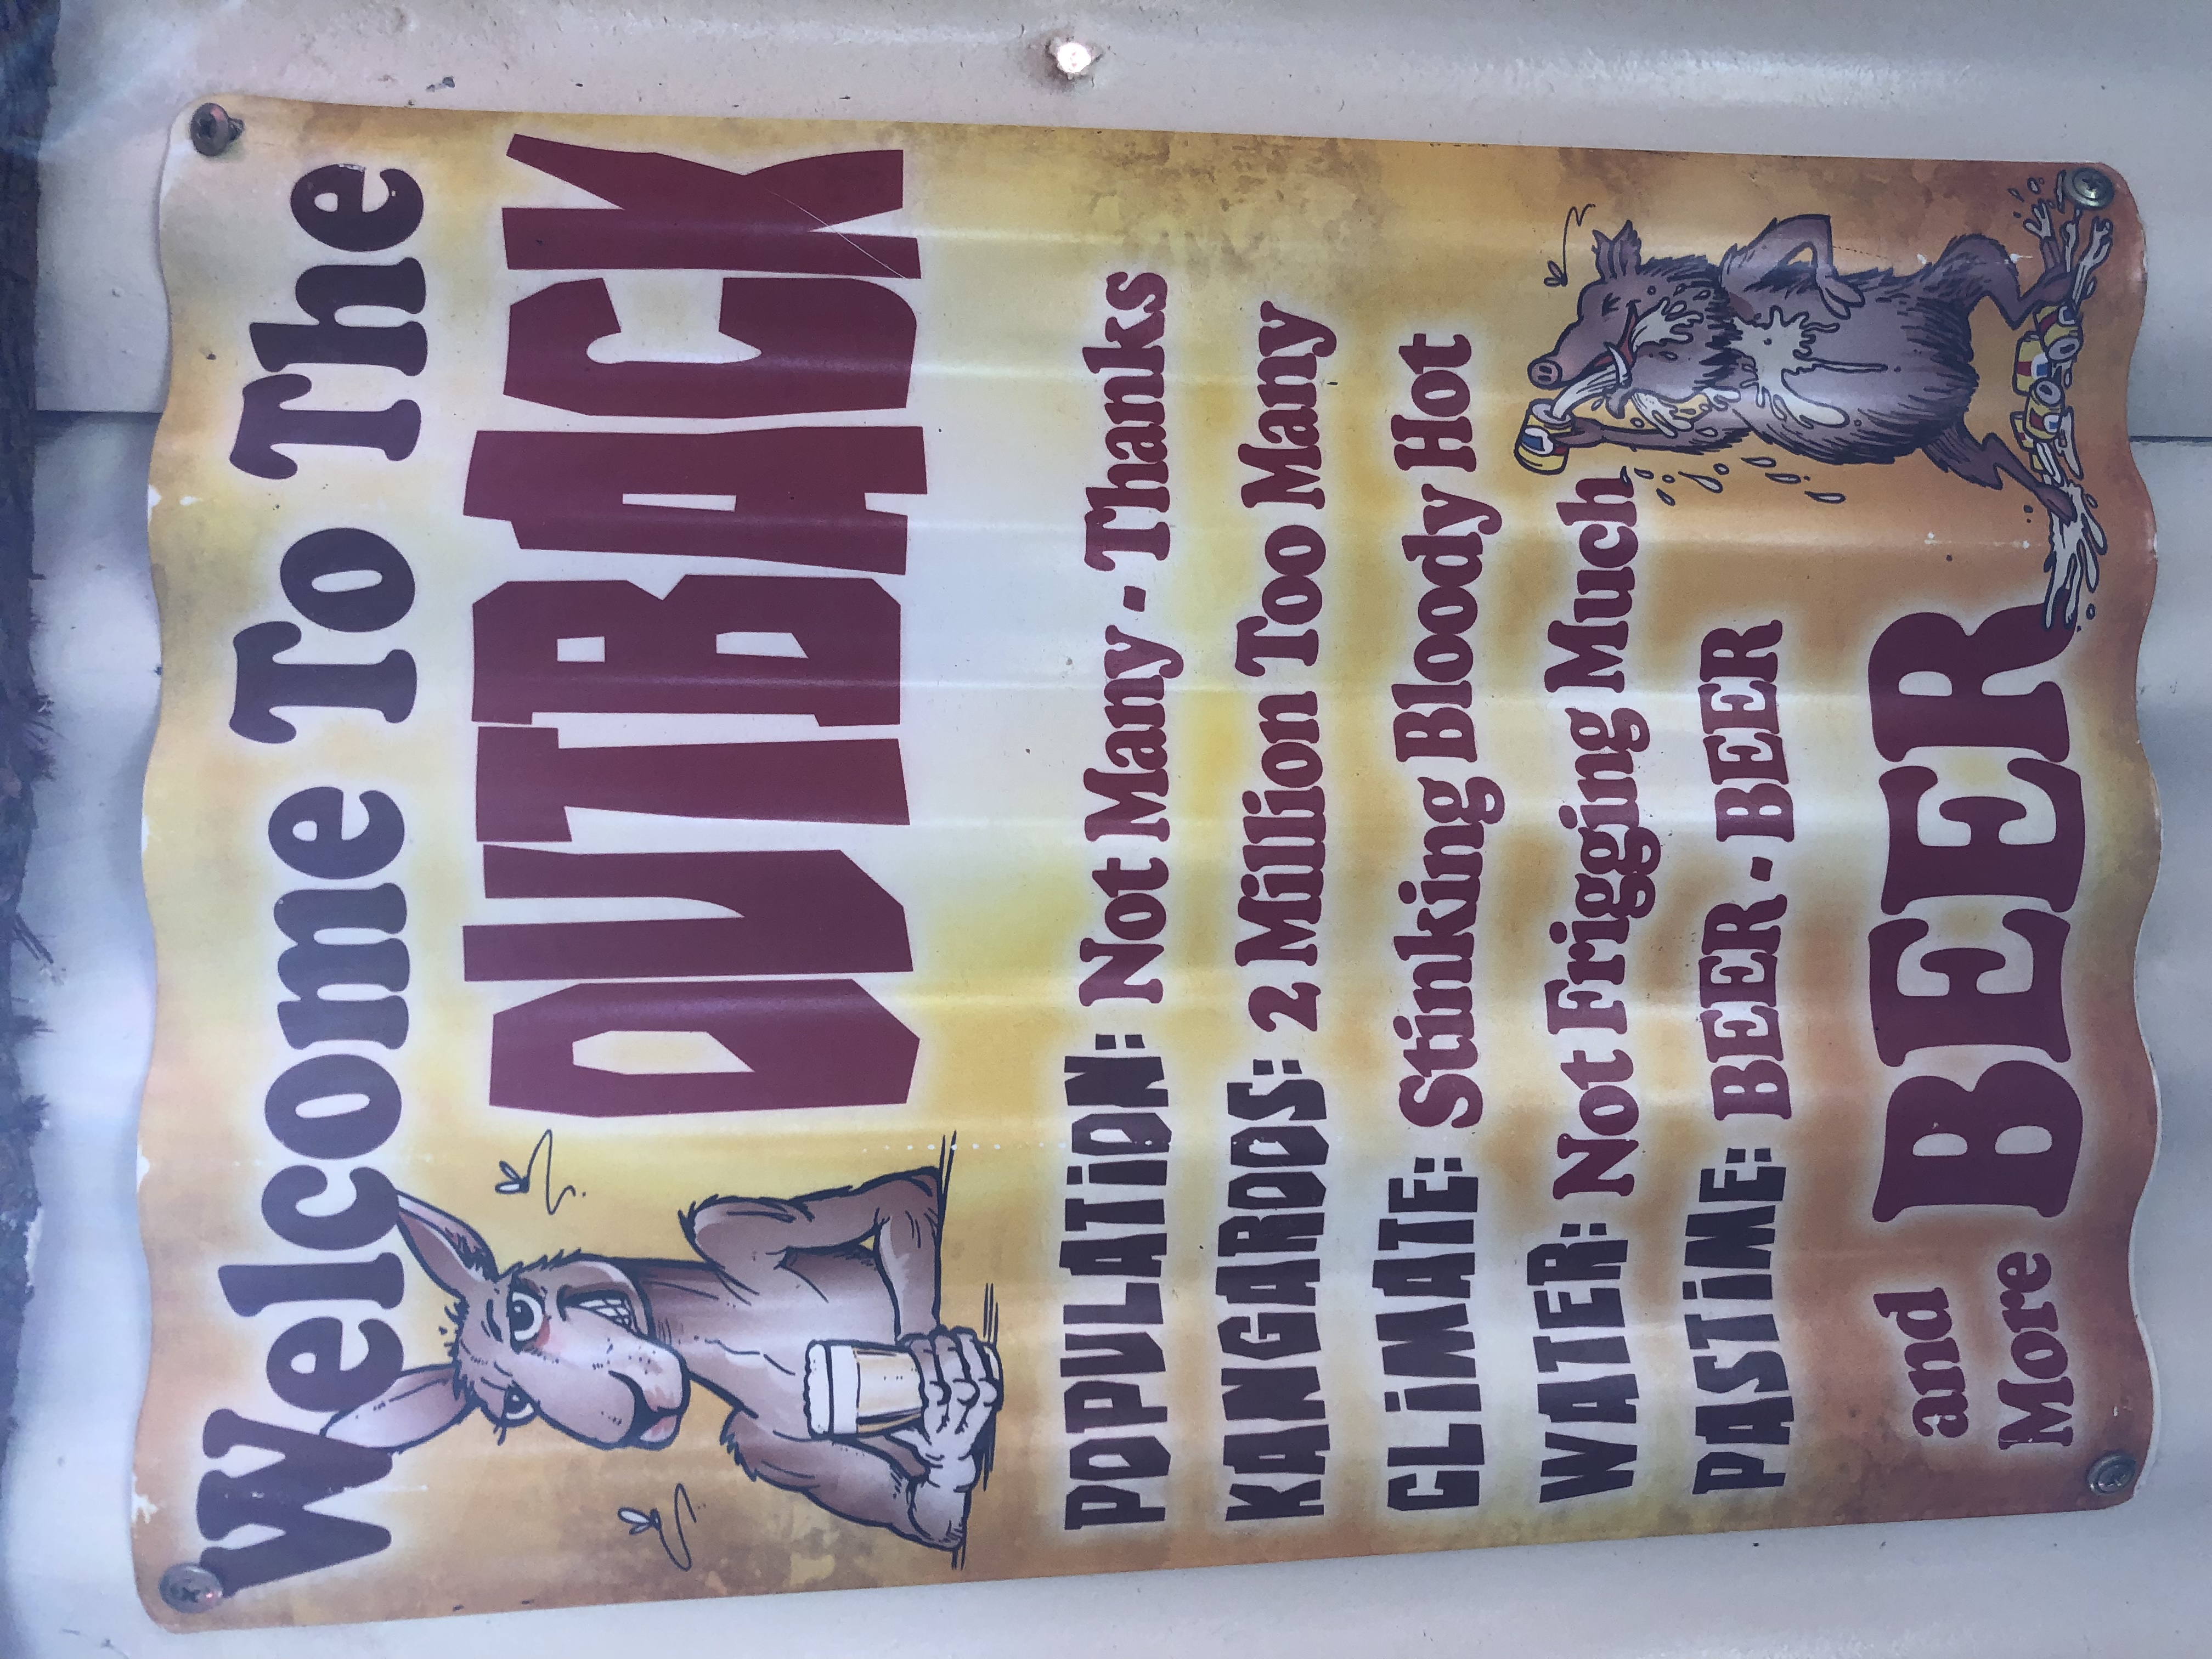 Welcome To The
OUTBACK
POPULATiON: Not Many - Thanks
KANGAROOS: 2 Million Too Many
CLiMATE: Stinking Bloody Hot
WATER: Not Frigging Much
PASTiME: BEER - BEER
and More BEER